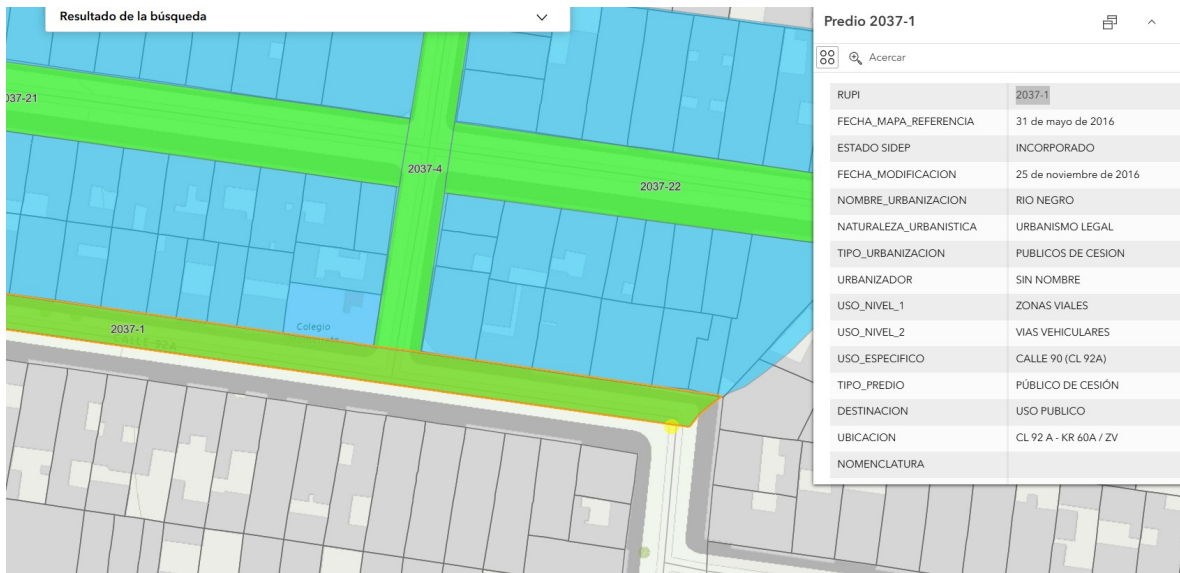 Resultado de la búsqueda
037-21
2037-4
2037-22
2037-1
CALLE 92A
Colegio
Predio 2037-1
Acercar
RUPI 2037-1
FECHA_MAPA_REFERENCIA 31 de mayo de 2016
ESTADO SIDEP INCORPORADO
FECHA_MODIFICACION 25 de noviembre de 2016
NOMBRE_URBANIZACION RIO NEGRO
NATURALEZA_URBANISTICA URBANISMO LEGAL
TIPO_URBANIZACION PUBLICOS DE CESION
URBANIZADOR SIN NOMBRE
USO_NIVEL_1 ZONAS VIALES
USO_NIVEL_2 VIAS VEHICULARES
USO_ESPECIFICO CALLE 90 (CL 92A)
TIPO_PREDIO PÚBLICO DE CESIÓN
DESTINACION USO PUBLICO
UBICACION CL 92 A - KR 60A / ZV
NOMENCLATURA